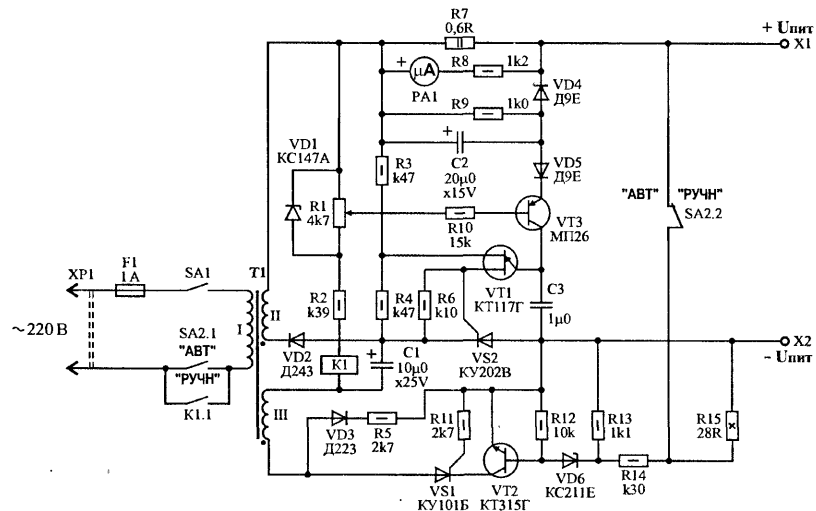 R7
0,6R
+ Uпит
X1
+
μA
PA1
R8
1k2
R9
1k0
VD4
Д9Е
VD1
КС147А
R3
k47
+
C2
20μ0
x15V
VD5
Д9Е
"АВТ"
"РУЧН"
SA2.2
R1
4k7
R10
15k
VT3
МП26
F1
1А
XP1
SA1
T1
~220 В
I
II
R2
k39
R4
k47
R6
k10
VT1
КТ117Г
C3
1μ0
SA2.1
"АВТ"
"РУЧН"
K1.1
VD2
Д243
K1
+
C1
10μ0
x25V
VS2
КУ202В
X2
− Uпит
III
VD3
Д223
R5
2k7
R11
2k7
R12
10k
R13
1k1
R15
28R
VS1
КУ101Б
VT2
КТ315Г
VD6
КС211Е
R14
k30